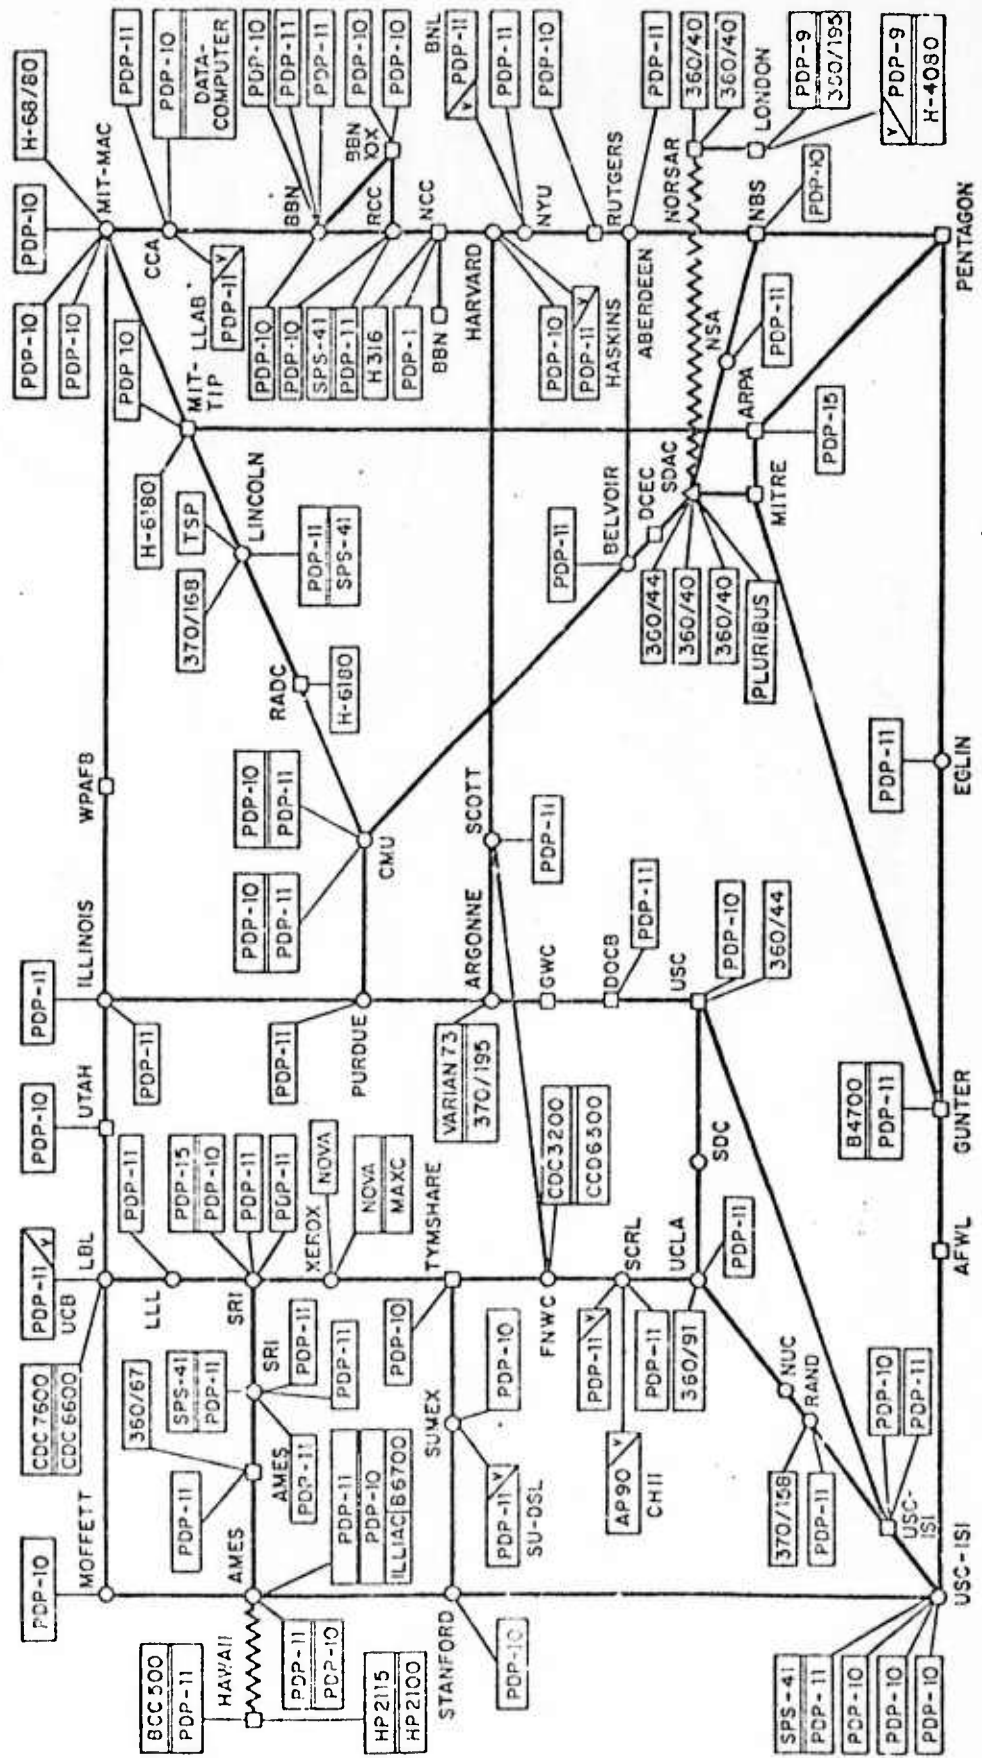 PDP-10
MOFFETT
CDC 7600
CDC 6600
PDP-11
UCB
LBL
PDP-10
UTAH
PDP-11
ILLINOIS
PDP-11
WPAFB
PDP-10
PDP-10
PDP-10
H-68/80
MIT-MAC
PDP-11
PDP-10
DATA-
COMPUTER
CCA
PDP-11
PDP 10
MIT-
TIP
LLAB
H-6180
TSP
370/168
LINCOLN
PDP-11
SPS-41
RADC
H-6180
LLL
PDP-11
360/67
PDP-11
SPS-41
PDP-11
SRI
PDP-11
PDP-11
AMES
PDP-11
PDP-15
PDP-10
PDP-11
PDP-11
SRI
BCC 500
PDP-11
HAWAII
HP2115
HP2100
AMES
PDP-11
PDP-10
PDP-11
PDP-10
ILLIAC
B6700
XEROX
NOVA
NOVA
MAXC
PDP-11
PURDUE
PDP-10
PDP-11
PDP-10
PDP-11
CMU
PDP-10
PDP-11
PDP-11
BBN
PDP-10
PDP-10
SPS-41
PDP-11
H316
PDP-1
PDP-10
PDP-10
BBN
RCC
NCC
BBN
STANFORD
PDP-10
SUMEX
PDP-10
PDP-11
SU-DSL
PDP-10
TYMSHARE
VARIAN 73
370/195
ARGONNE
SCOTT
PDP-11
HARVARD
PDP-10
PDP-11
BNL
PDP-11
PDP-11
NYU
PDP-10
RUTGERS
HASKINS
FNWC
CDC3200
CCD6300
GWC
DOCB
PDP-11
PDP-11
AP90
CHII
PDP-11
SCRL
PDP-11
BELVOIR
DCEC
ABERDEEN
PDP-11
360/91
UCLA
PDP-11
SDC
USC
PDP-10
360/44
360/44
360/40
360/40
PLURIBUS
SDAC
NORSAR
360/40
360/40
LONDON
PDP-9
360/195
PDP-9
H-4080
NSA
PDP-11
NBS
PDP-10
ARPA
PDP-15
MITRE
NUC
RAND
370/158
PDP-11
PDP-10
PDP-11
USC-
ISI
SPS-41
PDP-11
PDP-10
PDP-10
PDP-10
USC-ISI
AFWL
B4700
PDP-11
GUNTER
PDP-11
EGLIN
PENTAGON